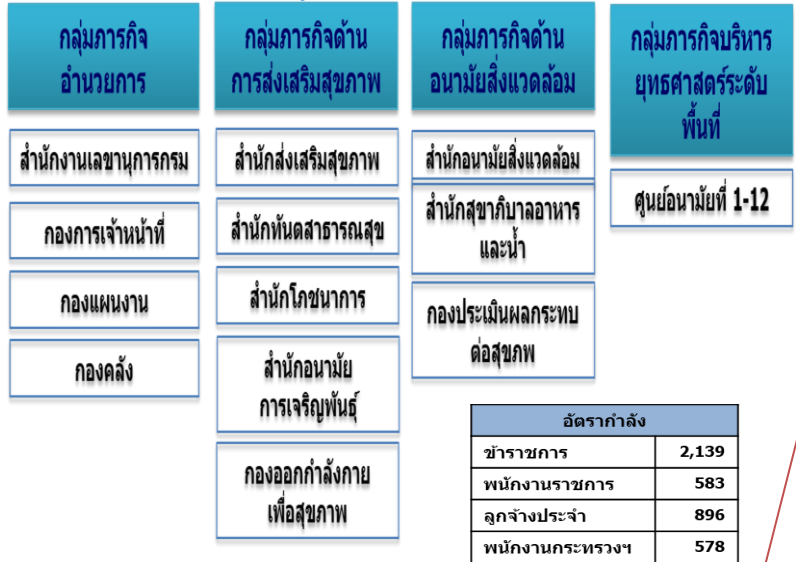 กลุ่มภารกิจ
อำนวยการ
สำนักงานเลขานุการกรม
กองการเจ้าหน้าที่
กองแผนงาน
กองคลัง
กลุ่มภารกิจด้าน
การส่งเสริมสุขภาพ
สำนักส่งเสริมสุขภาพ
สำนักทันตสาธารณสุข
สำนักโภชนาการ
สำนักอนามัย
การเจริญพันธุ์
กองออกกำลังกาย
เพื่อสุขภาพ
กลุ่มภารกิจด้าน
อนามัยสิ่งแวดล้อม
สำนักอนามัยสิ่งแวดล้อม
สำนักสุขาภิบาลอาหาร
และน้ำ
กองประเมินผลกระทบ
ต่อสุขภพ
กลุ่มภารกิจบริหาร
ยุทธศาสตร์ระดับ
พื้นที่
ศูนย์อนามัยที่ 1-12
อัตรากำลัง
ข้าราชการ 2,139
พนักงานราชการ 583
ลูกจ้างประจำ 896
พนักงานกระทรวงฯ 578